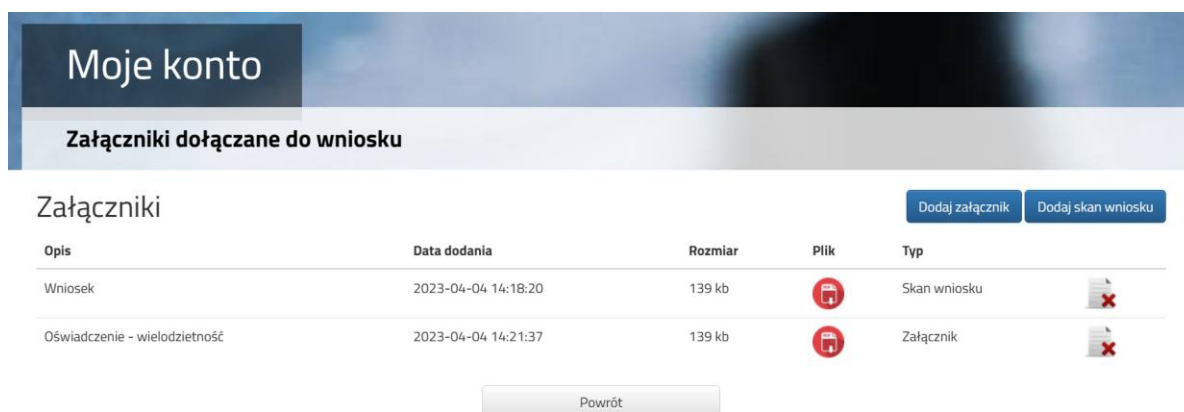 Moje konto
Załączniki dołączane do wniosku
Załączniki Dodaj załącznik Dodaj skan wniosku
Opis Data dodania Rozmiar Plik Typ
Wniosek 2023-04-04 14:18:20 139 kb Skan wniosku
Oświadczenie - wielodzietność 2023-04-04 14:21:37 139 kb Załącznik
Powrót